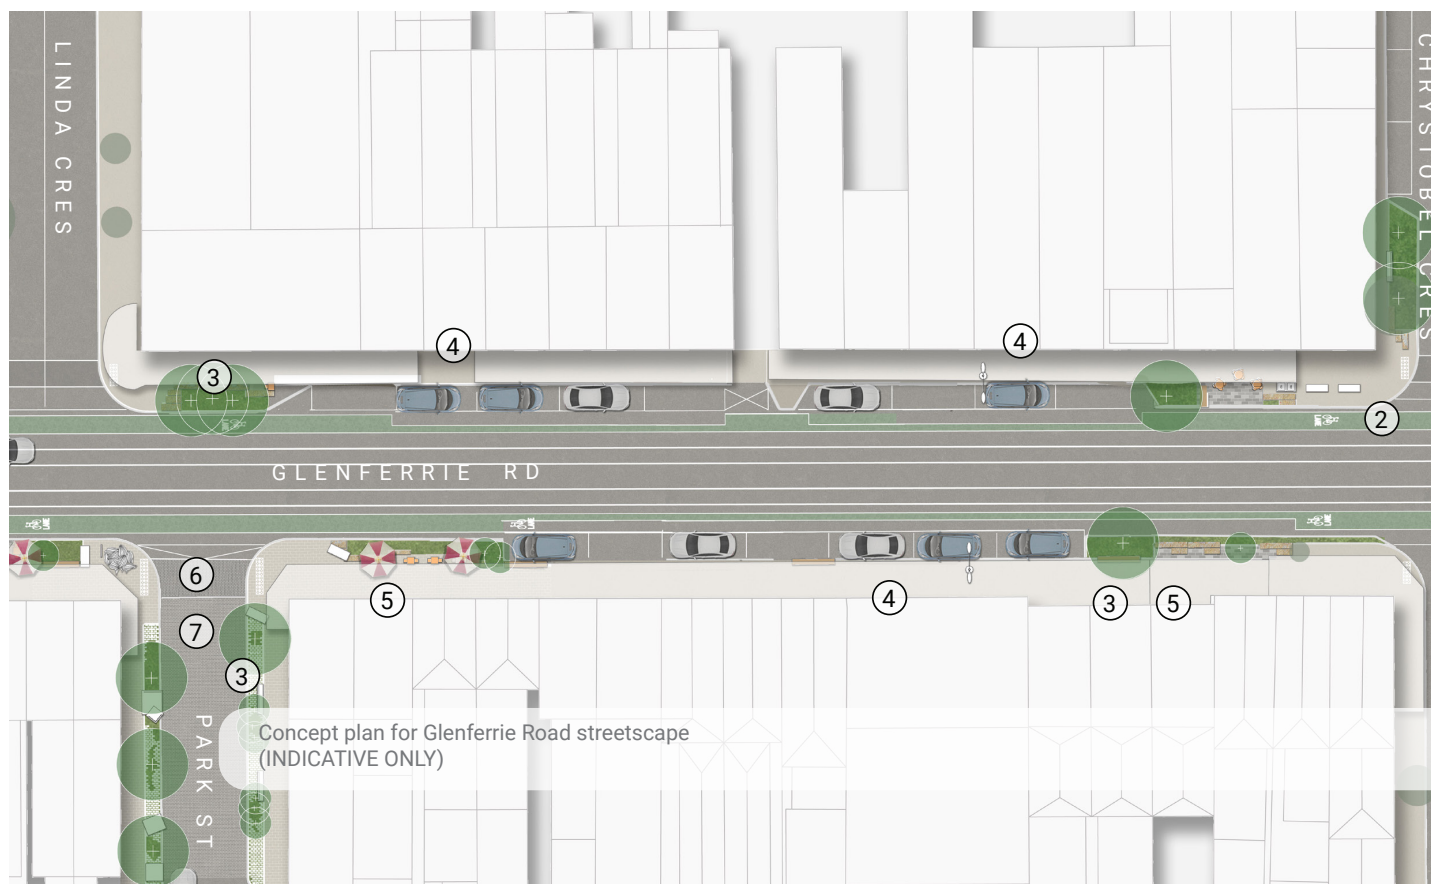 LINDA CRES
CHRYSTOBEL CRES
4
4
3
2
GLENFERRIE RD
6
5
4
3
5
7
3
PARK ST
Concept plan for Glenferrie Road streetscape
(INDICATIVE ONLY)